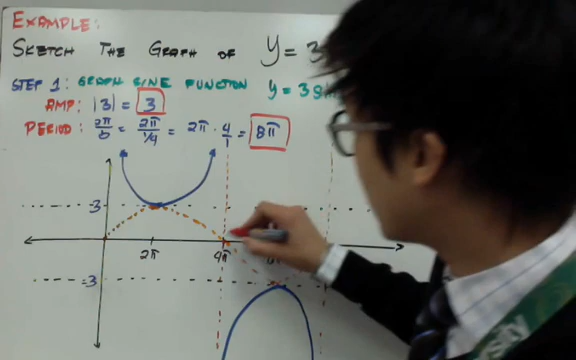 EXAMPLE:
SKETCH THE GRAPH OF y = 3
STEP 1: GRAPH SINE FUNCTION y = 3 sin
AMP: |3| = 3
PERIOD: 2π/b = 2π/1/4 = 2π · 4/1 = 8π
3
2π 4π
-3